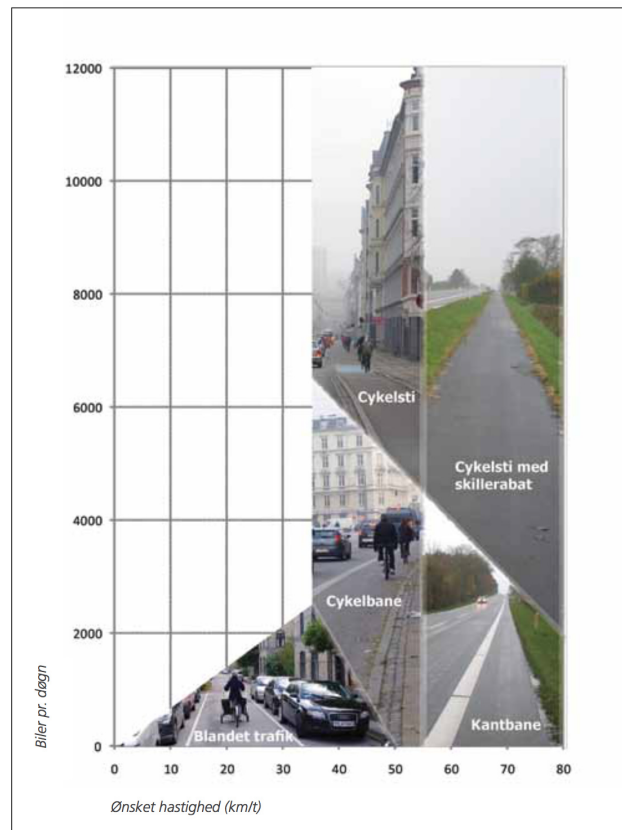 12000
10000
8000
6000
4000
2000
0
Biler pr. døgn
Cykelsti
Cykelsti med
skillerabat
Cykelbane
Blandet trafik
Kantbane
0 10 20 30 40 50 60 70 80
Ønsket hastighed (km/t)